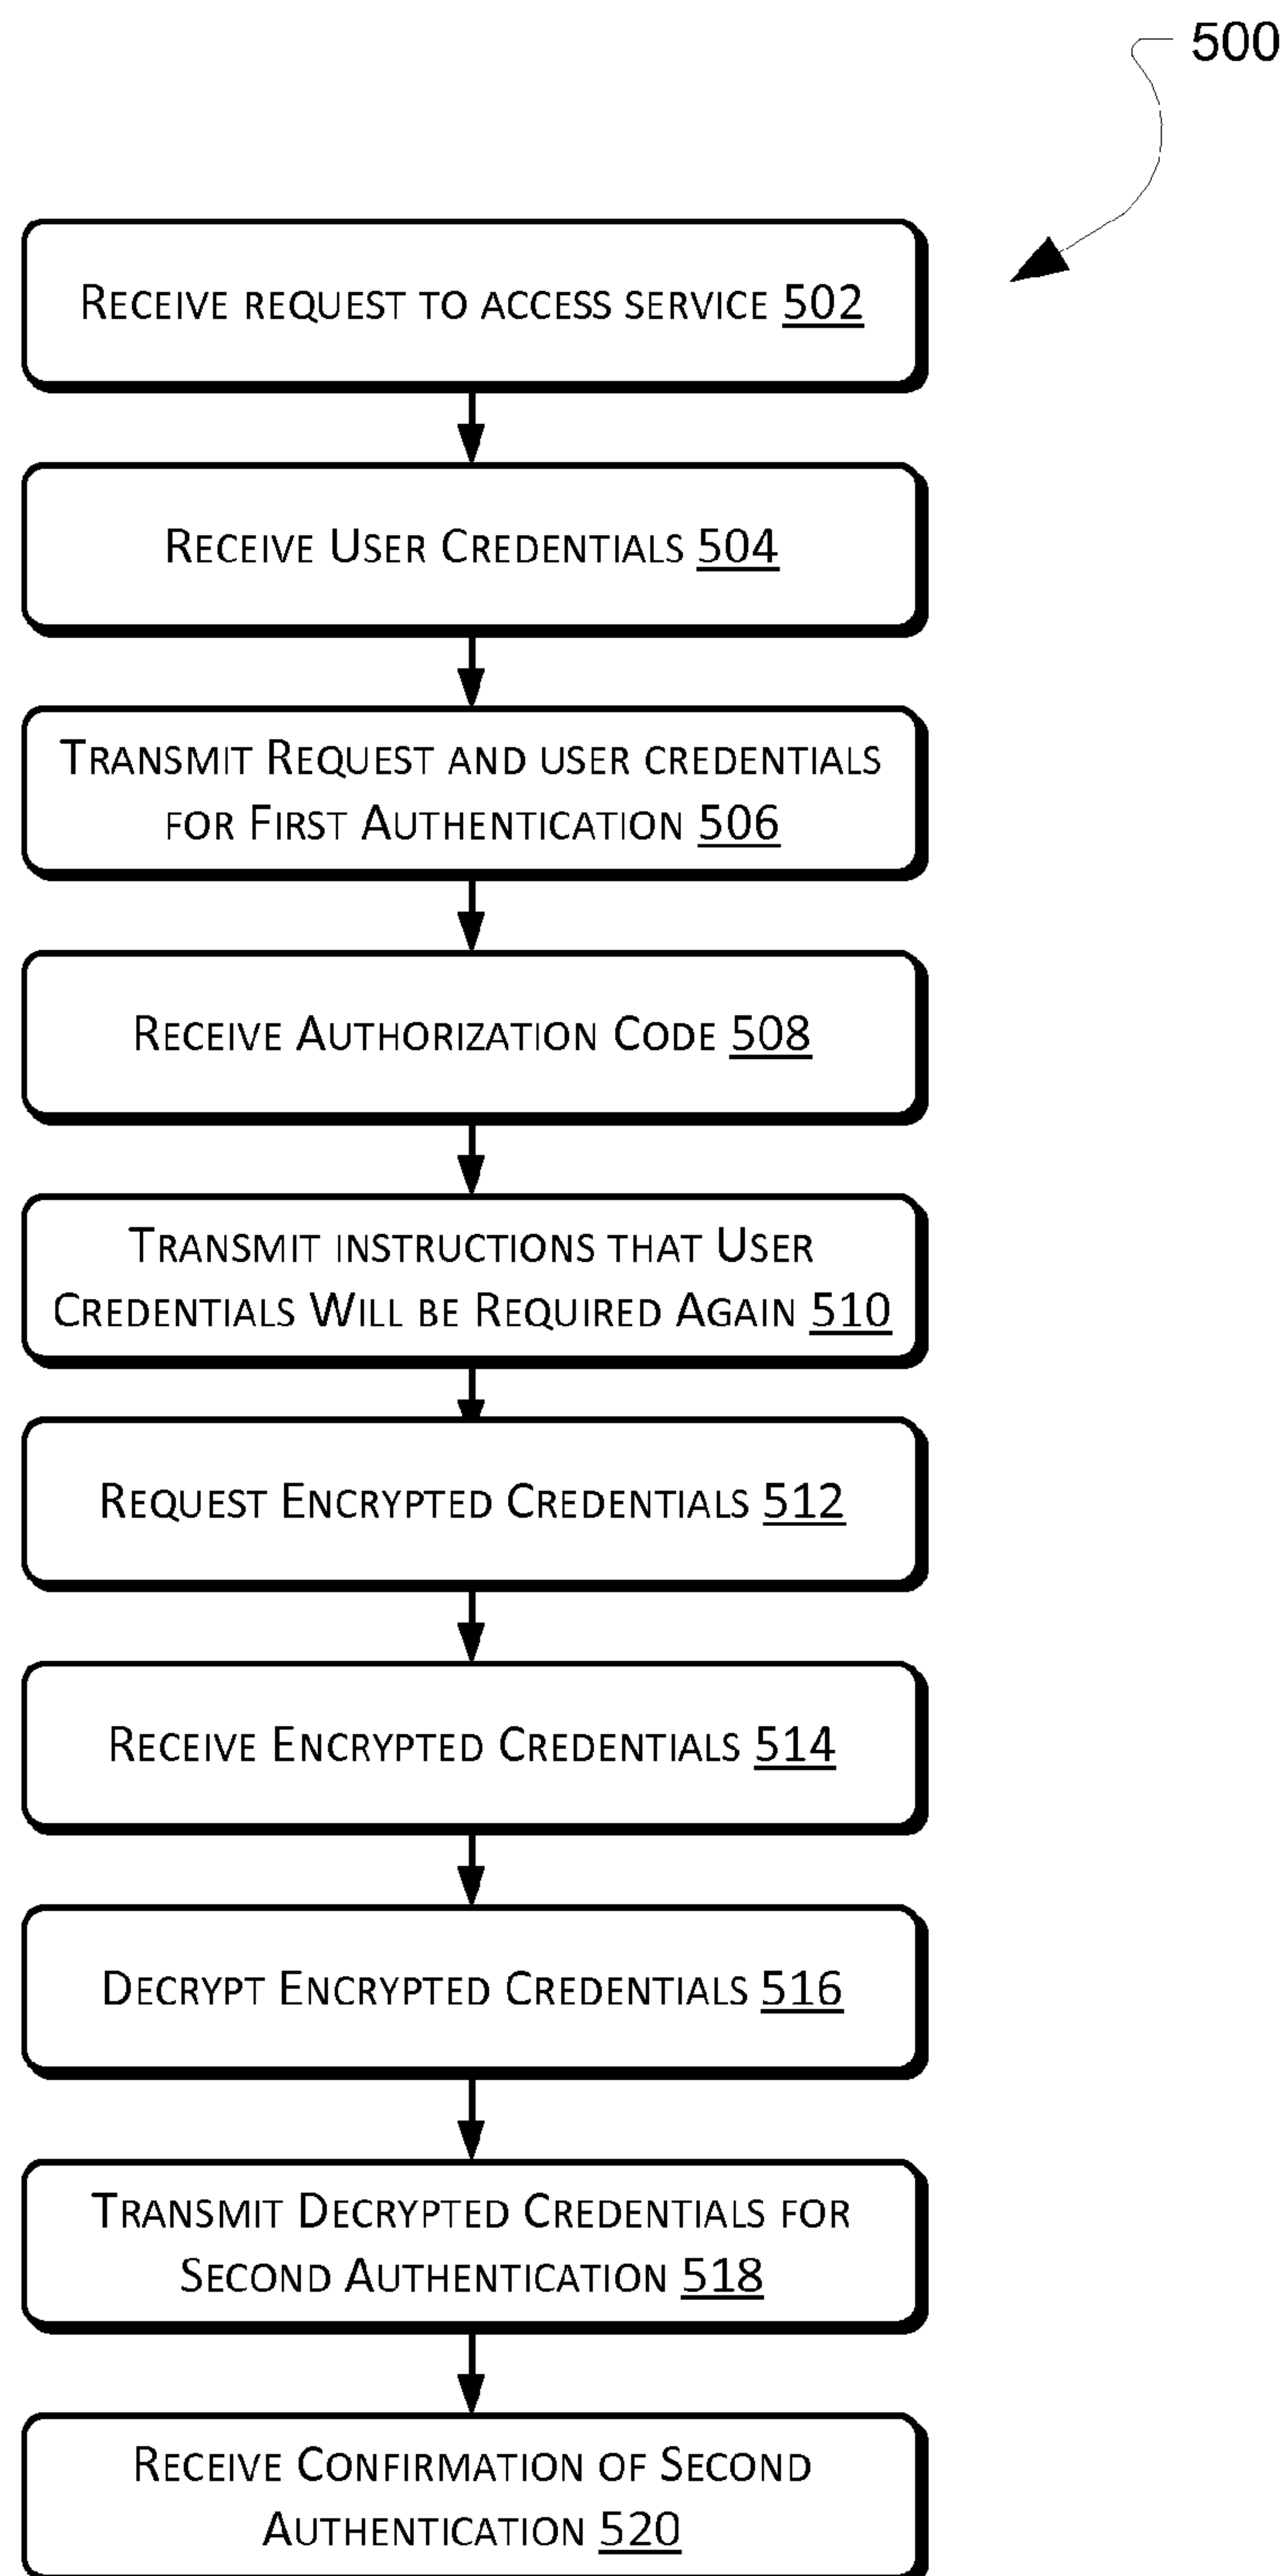 500
Receive request to access service 502
Receive User Credentials 504
Transmit Request and user credentials
for First Authentication 506
Receive Authorization Code 508
Transmit instructions that User
Credentials Will be Required Again 510
Request Encrypted Credentials 512
Receive Encrypted Credentials 514
Decrypt Encrypted Credentials 516
Transmit Decrypted Credentials for
Second Authentication 518
Receive Confirmation of Second
Authentication 520